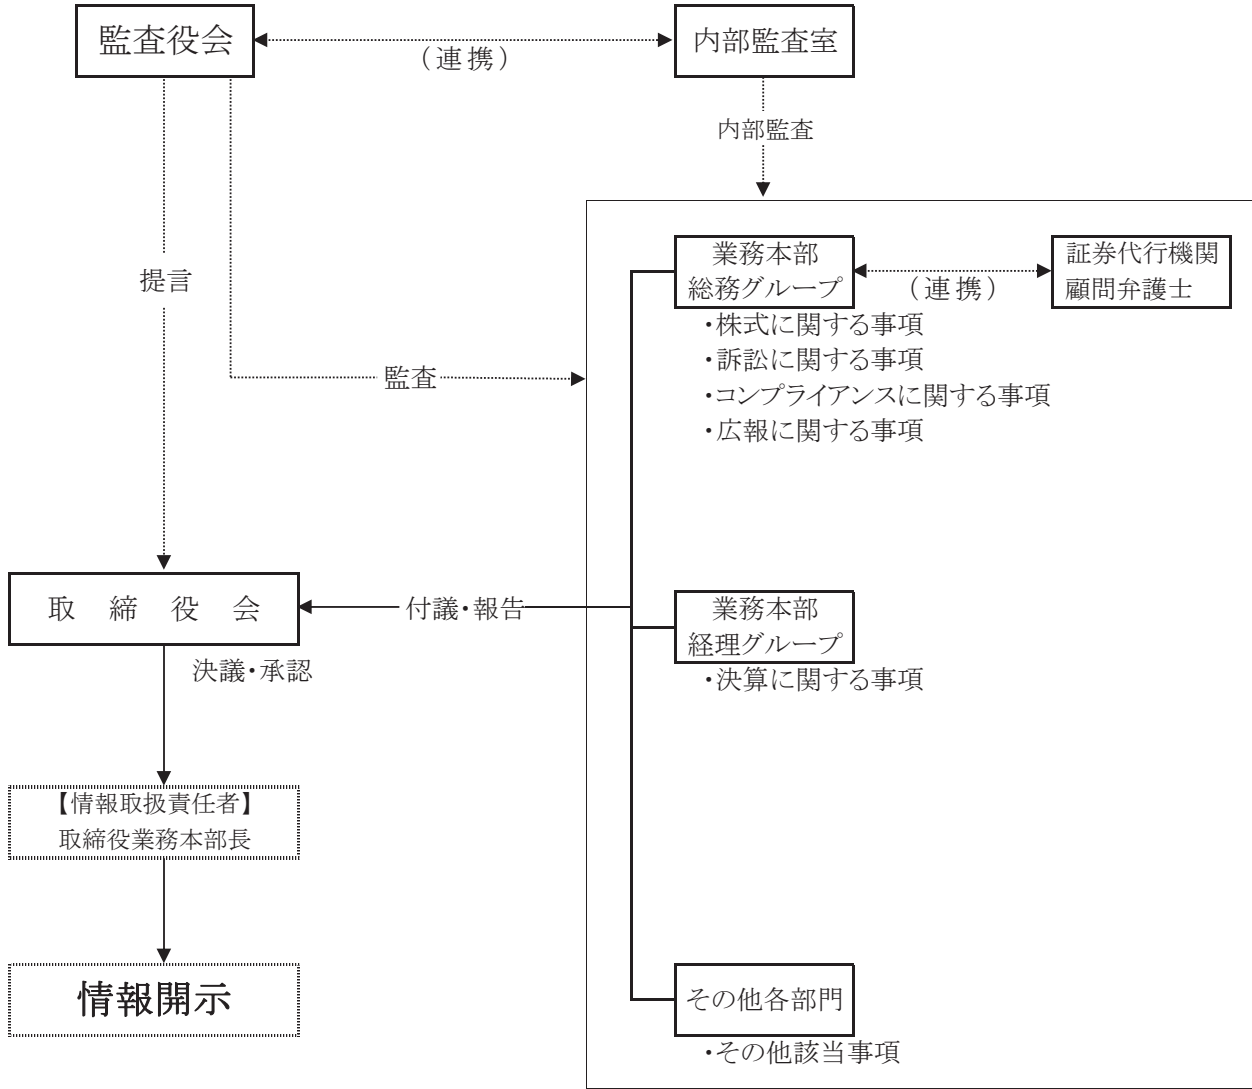 監査役会
(連携)
内部監査室
内部監査
提言
監査
業務本部
総務グループ
(連携)
証券代行機関
顧問弁護士
・株式に関する事項
・訴訟に関する事項
・コンプライアンスに関する事項
・広報に関する事項
取締役会
付議・報告
業務本部
経理グループ
・決算に関する事項
決議・承認
【情報取扱責任者】
取締役業務本部長
情報開示
その他各部門
・その他該当事項